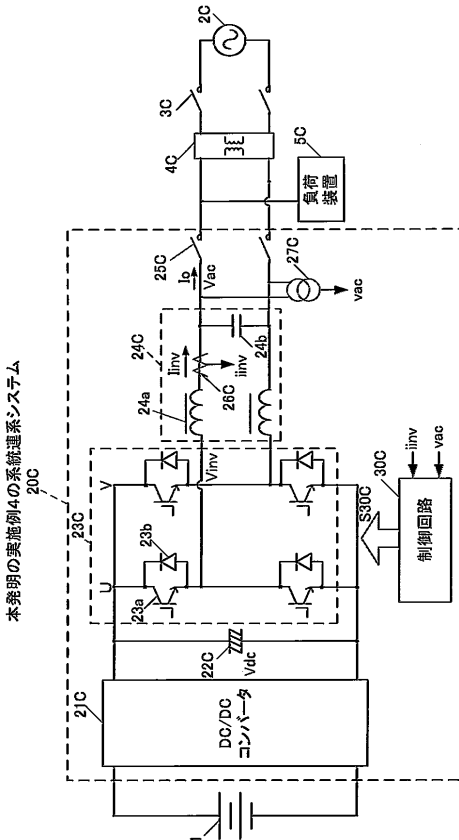 本発明の実施例4の系統連系システム
20C
21C
DC/DC
コンバータ
22C
Vdc
23C
U
V
23a
23b
Vinv
24C
24a
Iinv
iinv
26C
24b
25C
Io
Vac
27C
vac
2C
3C
4C
5C
負荷
装置
S30C
30C
制御回路
iinv
vac